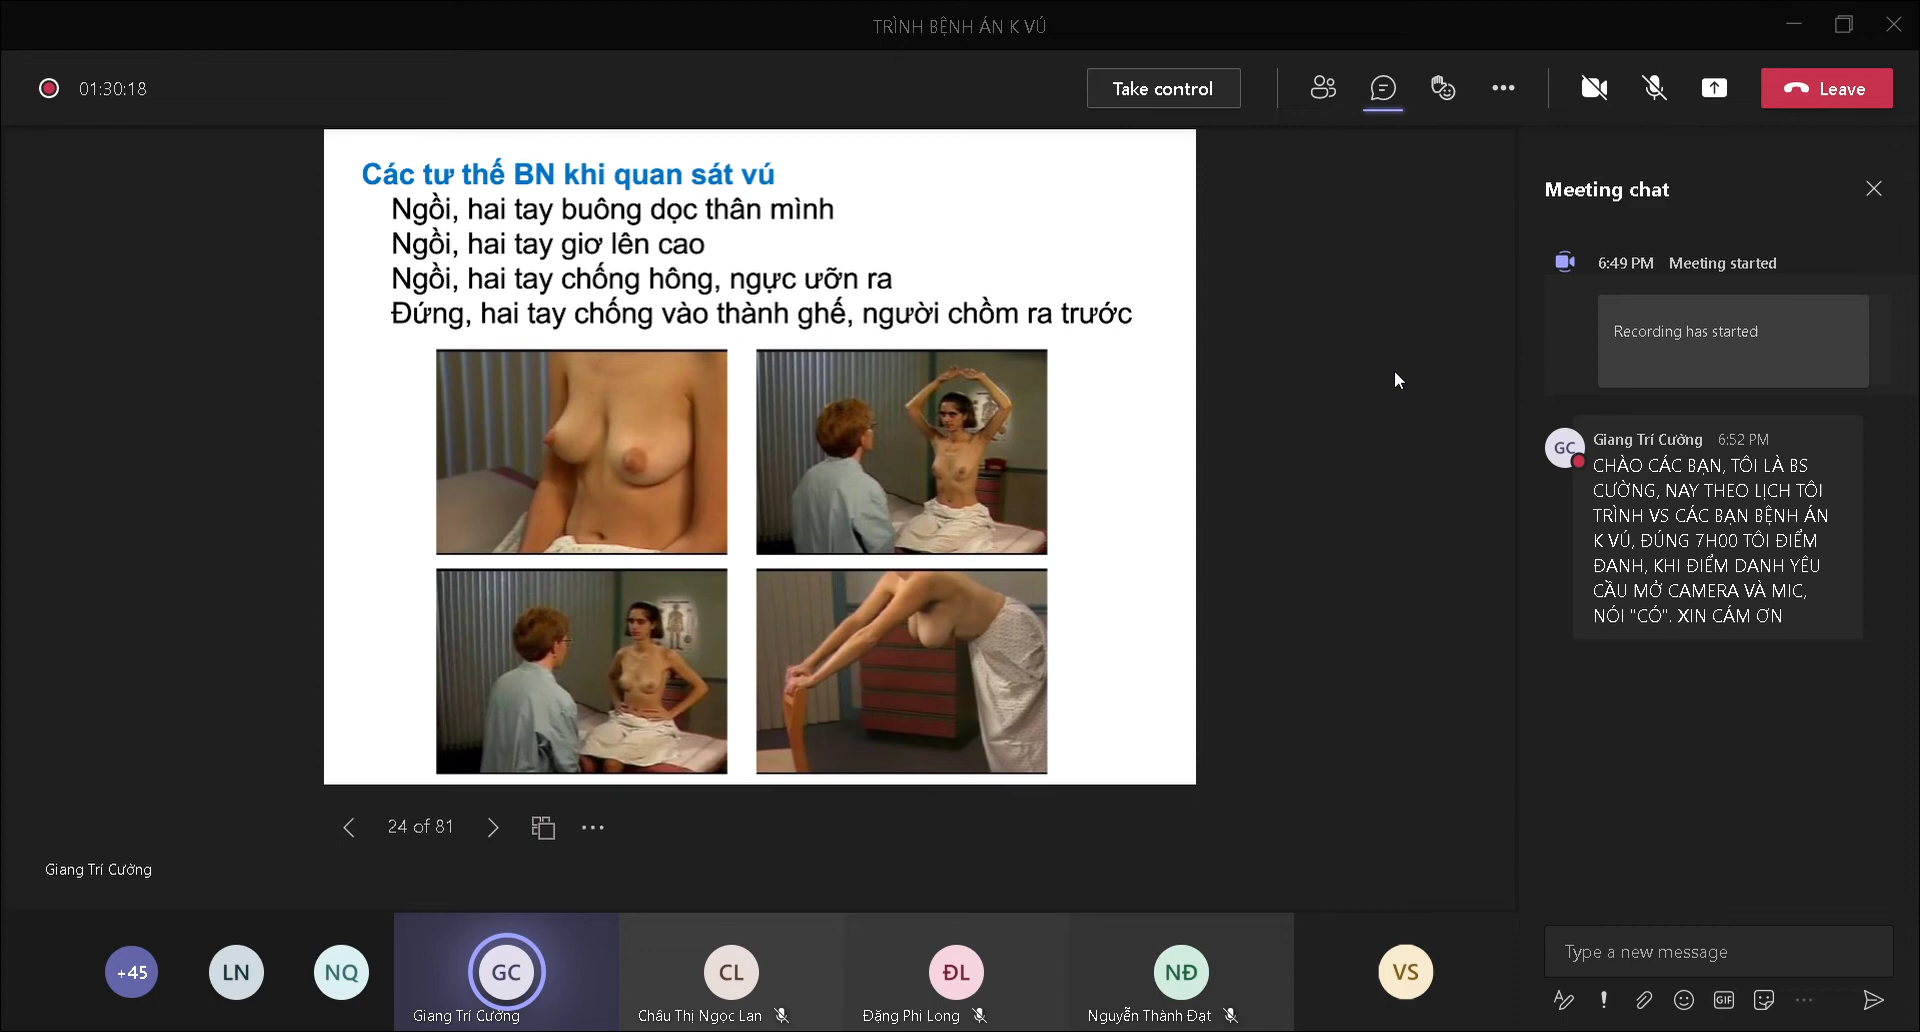 TRÌNH BỆNH ÁN K VÚ
01:30:18
Take control
Leave
Các tư thế BN khi quan sát vú
Ngồi, hai tay buông dọc thân mình
Ngồi, hai tay giơ lên cao
Ngồi, hai tay chống hông, ngực ưỡn ra
Đứng, hai tay chống vào thành ghế, người chồm ra trước
24 of 81
Giang Trí Cường
Meeting chat
6:49 PM Meeting started
Recording has started
GC
Giang Trí Cường 6:52 PM
CHÀO CÁC BẠN, TÔI LÀ BS
CƯỜNG, NAY THEO LỊCH TÔI
TRÌNH VS CÁC BẠN BỆNH ÁN
K VÚ, ĐÚNG 7H00 TÔI ĐIỂM
DANH, KHI ĐIỂM DANH YÊU
CẦU MỞ CAMERA VÀ MIC,
NÓI "CÓ". XIN CÁM ƠN
Type a new message
GIF
+45
LN
NQ
GC
Giang Trí Cường
CL
Châu Thị Ngọc Lan
ĐL
Đặng Phi Long
NĐ
Nguyễn Thành Đạt
VS